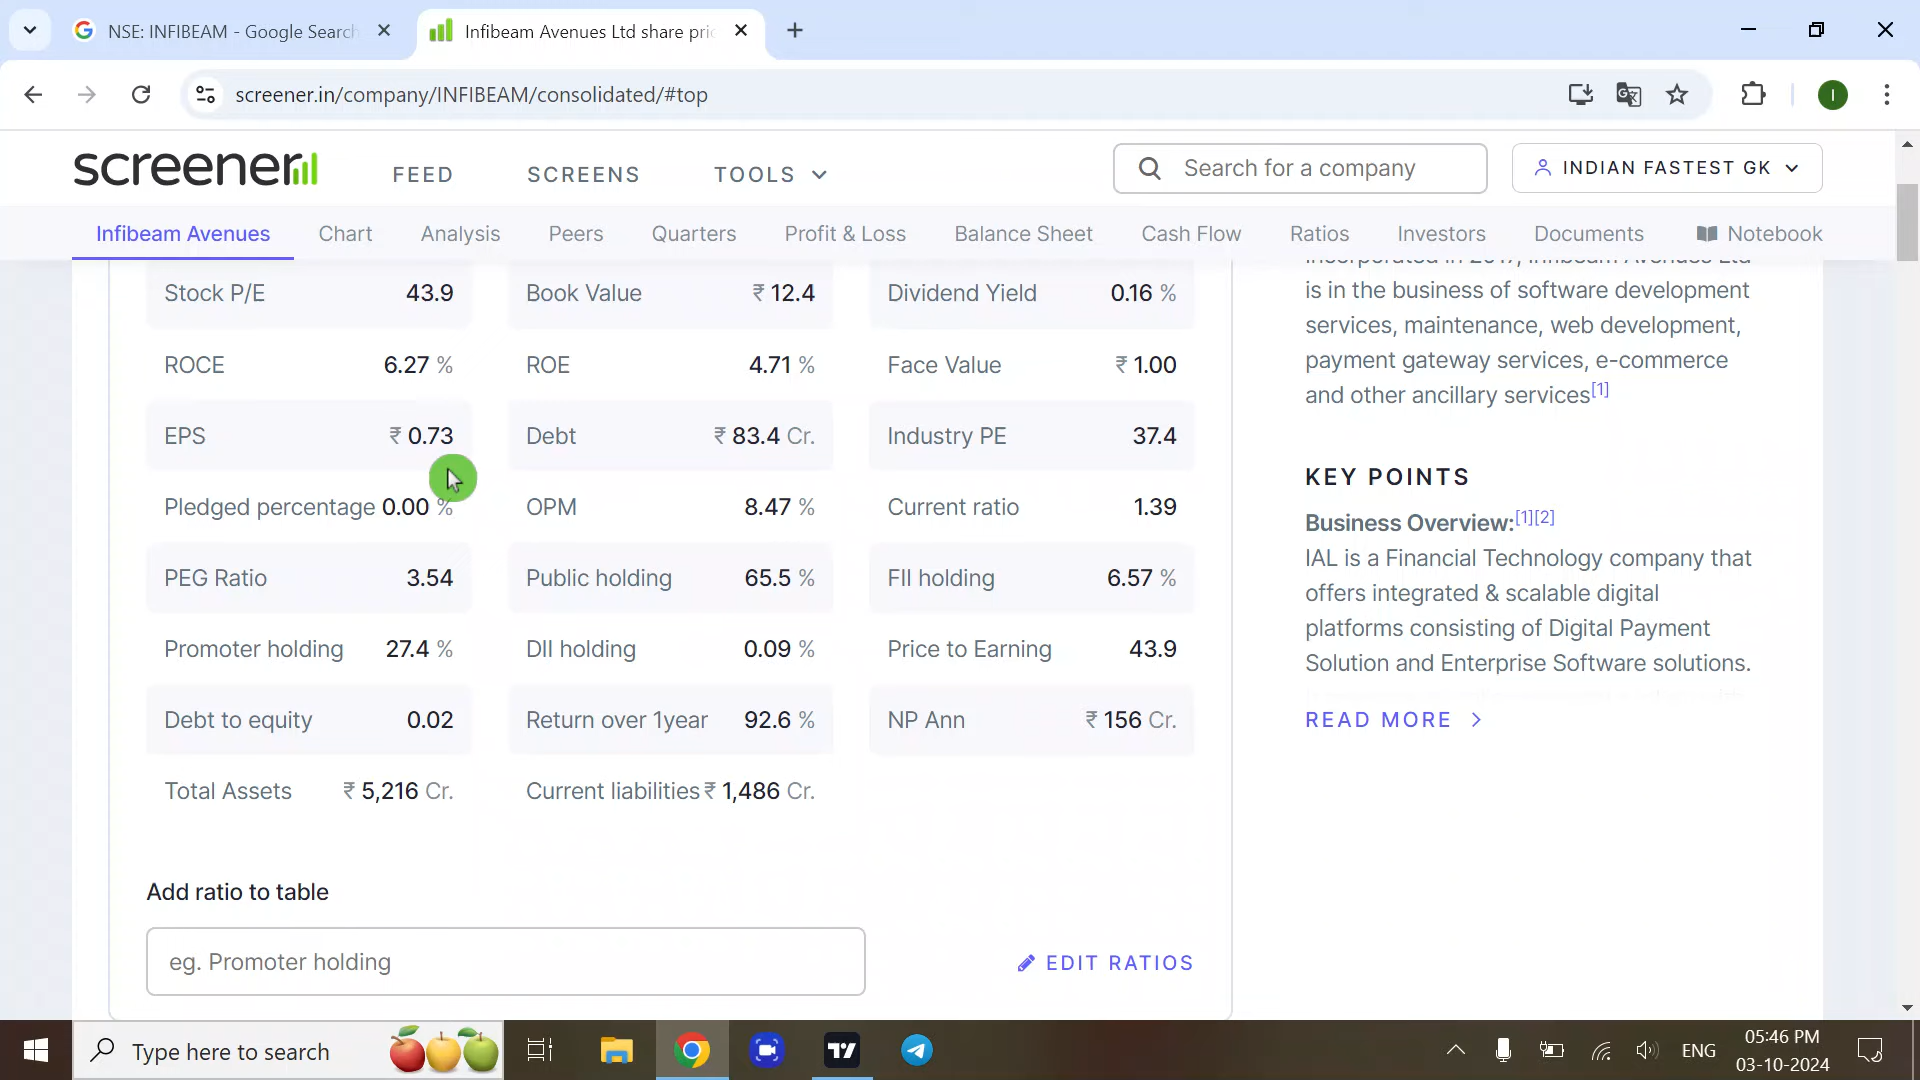 NSE: INFIBEAM - Google Search
Infibeam Avenues Ltd share pric
screener.in/company/INFIBEAM/consolidated/#top
I
screener
FEED
SCREENS
TOOLS
Search for a company
INDIAN FASTEST GK
Infibeam Avenues
Chart
Analysis
Peers
Quarters
Profit & Loss
Balance Sheet
Cash Flow
Ratios
Investors
Documents
Notebook
Stock P/E 43.9
Book Value ₹ 12.4
Dividend Yield 0.16 %
ROCE 6.27 %
ROE 4.71 %
Face Value ₹ 1.00
EPS ₹ 0.73
Debt ₹ 83.4 Cr.
Industry PE 37.4
Pledged percentage 0.00 %
OPM 8.47 %
Current ratio 1.39
PEG Ratio 3.54
Public holding 65.5 %
FII holding 6.57 %
Promoter holding 27.4 %
DII holding 0.09 %
Price to Earning 43.9
Debt to equity 0.02
Return over 1year 92.6 %
NP Ann ₹ 156 Cr.
Total Assets ₹ 5,216 Cr.
Current liabilities ₹ 1,486 Cr.
Add ratio to table
eg. Promoter holding
EDIT RATIOS
is in the business of software development
services, maintenance, web development,
payment gateway services, e-commerce
and other ancillary services[1]
KEY POINTS
Business Overview:[1][2]
IAL is a Financial Technology company that
offers integrated & scalable digital
platforms consisting of Digital Payment
Solution and Enterprise Software solutions.
READ MORE
Type here to search
ENG
05:46 PM
03-10-2024